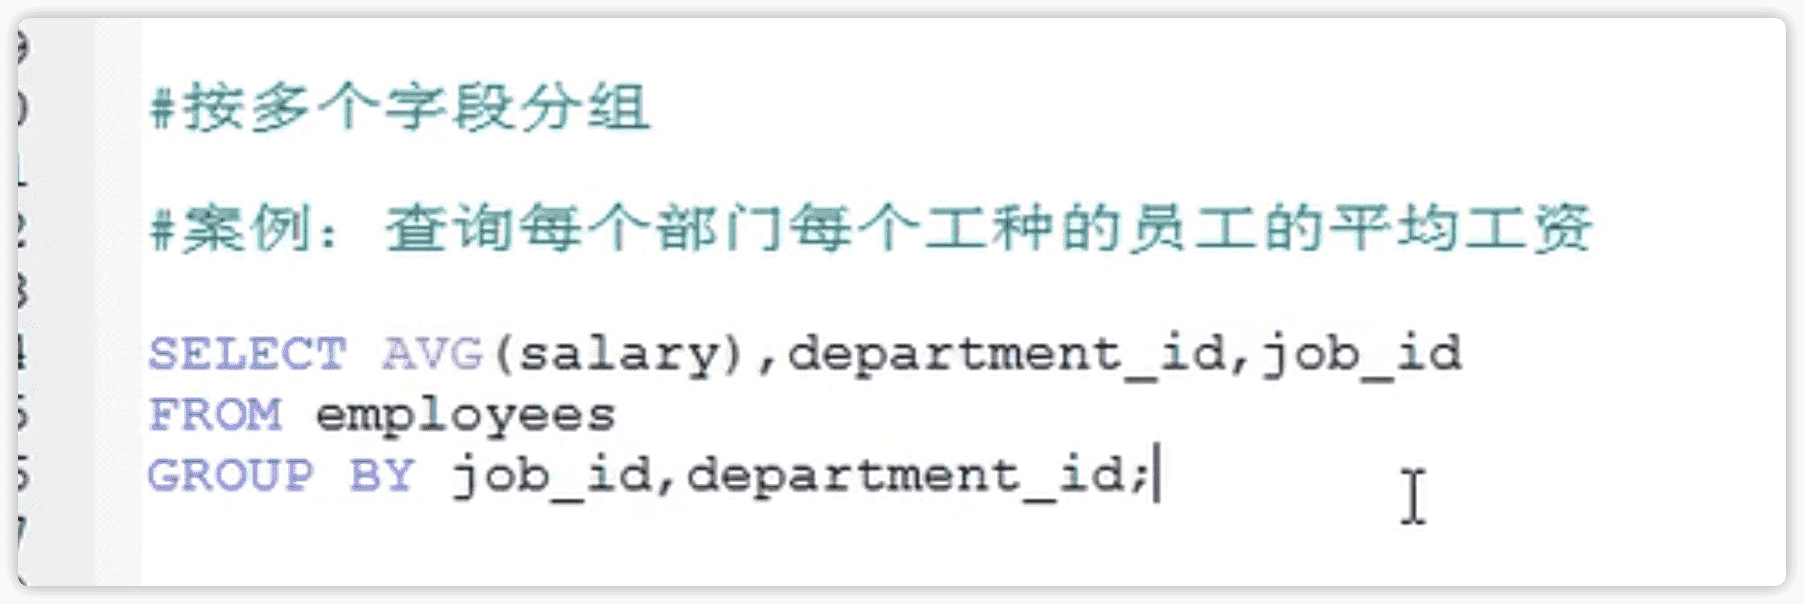 #按多个字段分组
#案例：查询每个部门每个工种的员工的平均工资
SELECT AVG(salary),department_id,job_id
FROM employees
GROUP BY job_id,department_id;